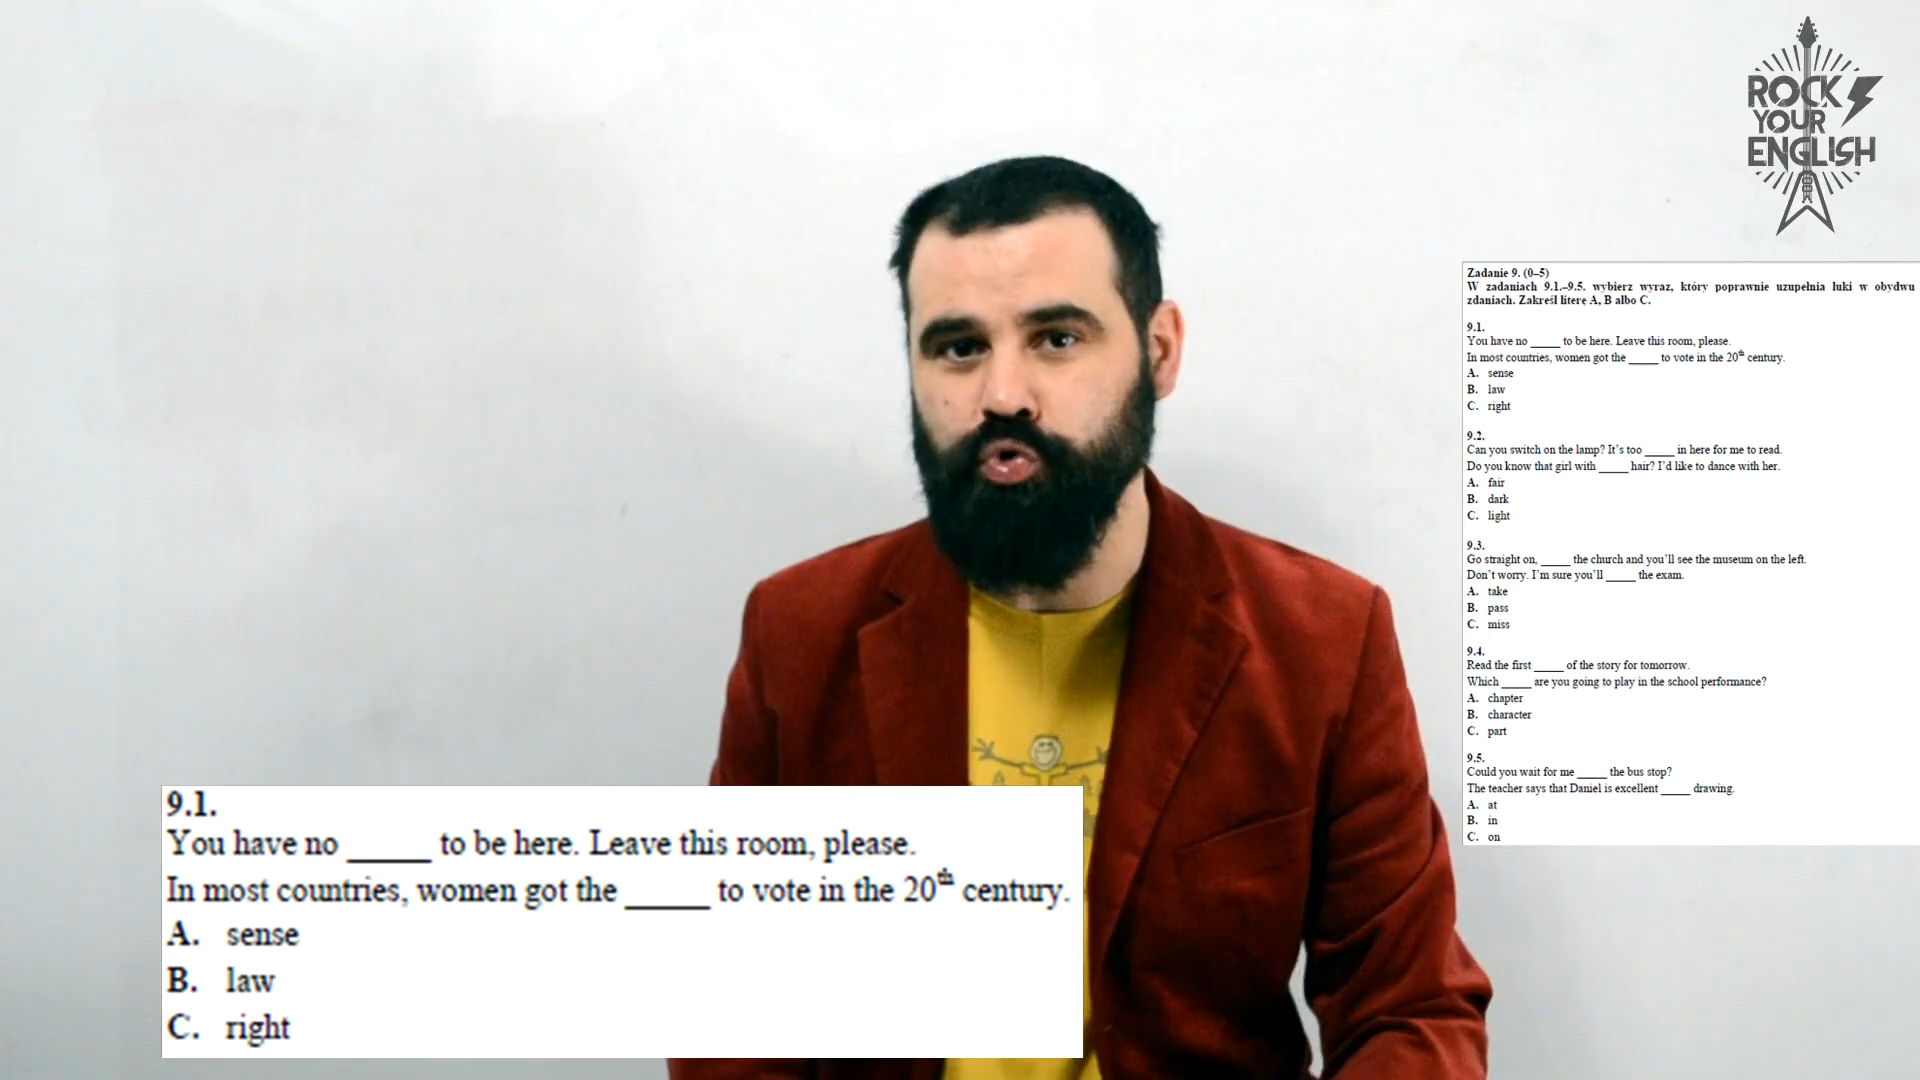 ROCK
YOUR
ENGLISH
Zadanie 9. (0–5)
W zadaniach 9.1.–9.5. wybierz wyraz, który poprawnie uzupełnia luki w obydwu
zdaniach. Zakreśl literę A, B albo C.
9.1.
You have no _____ to be here. Leave this room, please.
In most countries, women got the _____ to vote in the 20th century.
A. sense
B. law
C. right
9.2.
Can you switch on the lamp? It's too _____ in here for me to read.
Do you know that girl with _____ hair? I'd like to dance with her.
A. fair
B. dark
C. light
9.3.
Go straight on, _____ the church and you'll see the museum on the left.
Don't worry. I'm sure you'll _____ the exam.
A. take
B. pass
C. miss
9.4.
Read the first _____ of the story for tomorrow.
Which _____ are you going to play in the school performance?
A. chapter
B. character
C. part
9.5.
Could you wait for me _____ the bus stop?
The teacher says that Daniel is excellent _____ drawing.
A. at
B. in
C. on
9.1.
You have no _____ to be here. Leave this room, please.
In most countries, women got the _____ to vote in the 20th century.
A. sense
B. law
C. right